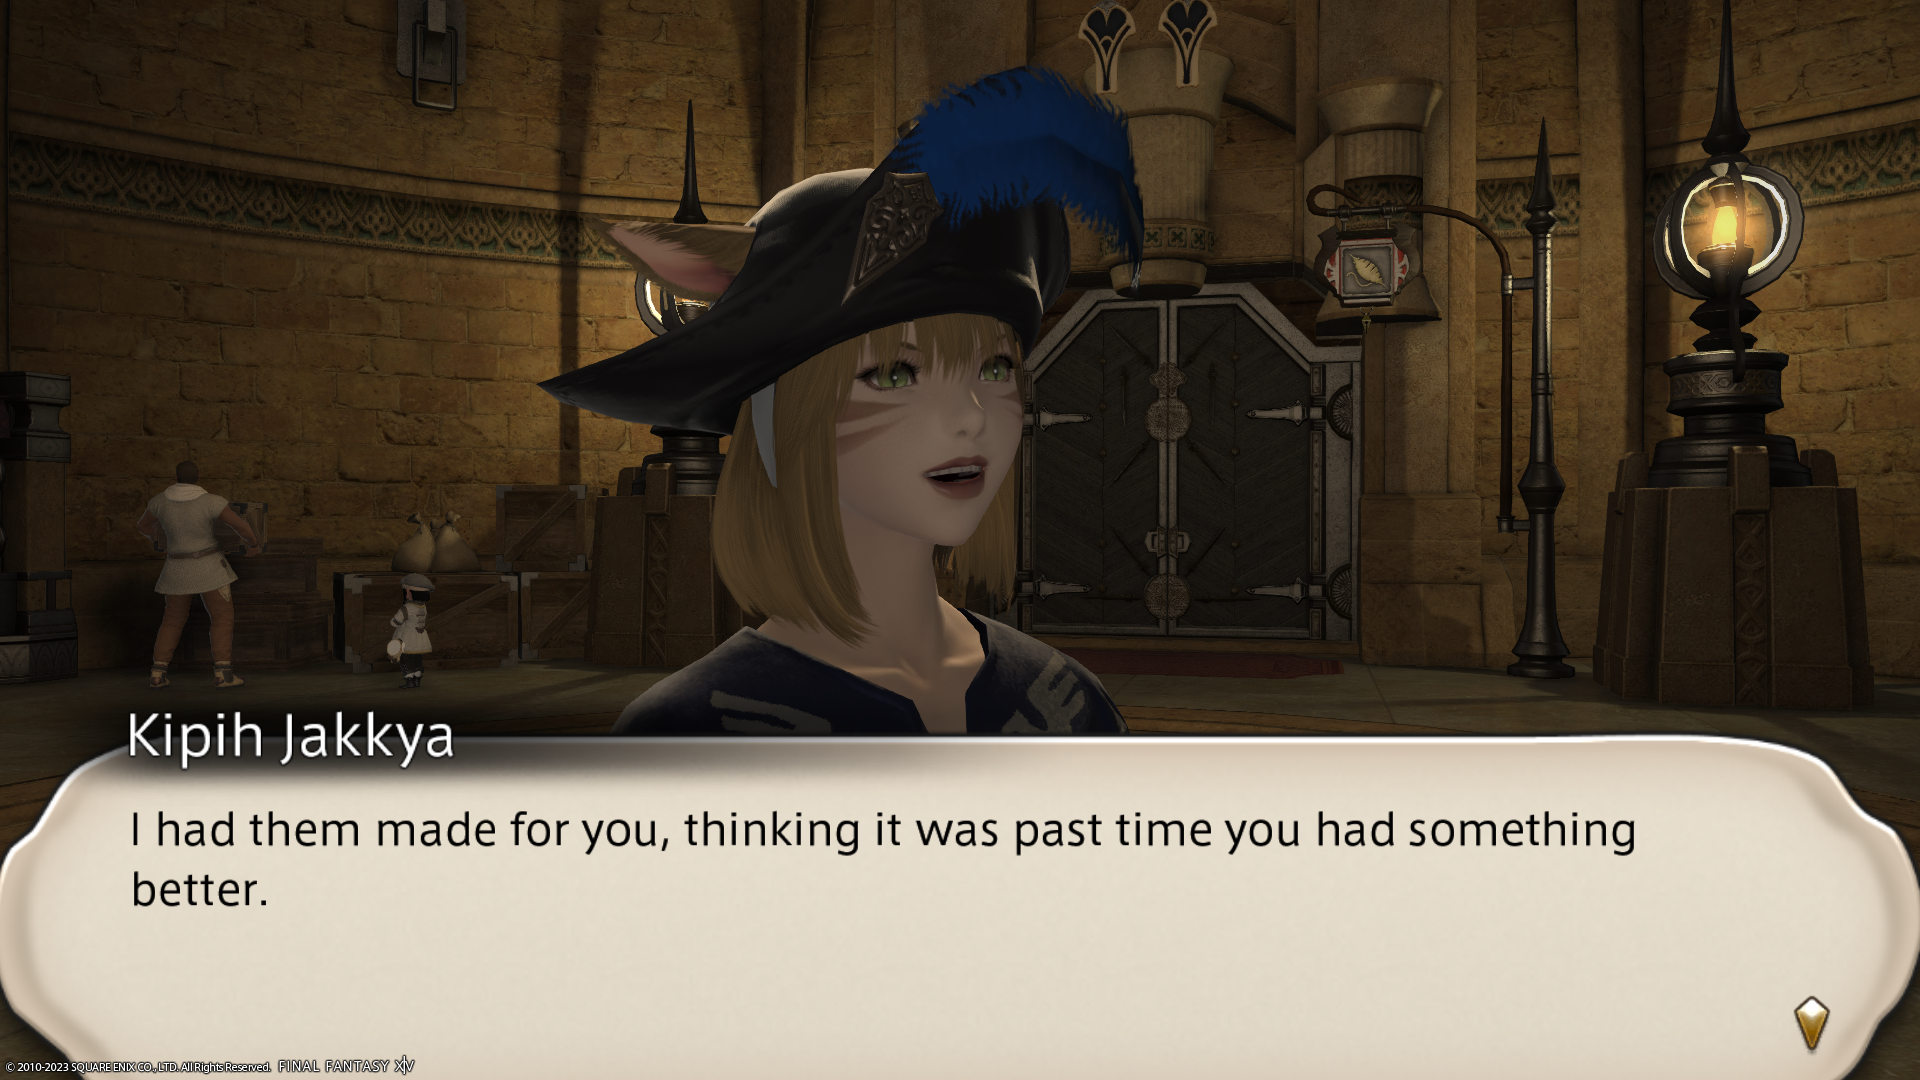 Kipih Jakkya
I had them made for you, thinking it was past time you had something
better.
© 2010-2023 SQUARE ENIX CO., LTD. All Rights Reserved. FINAL FANTASY XIV